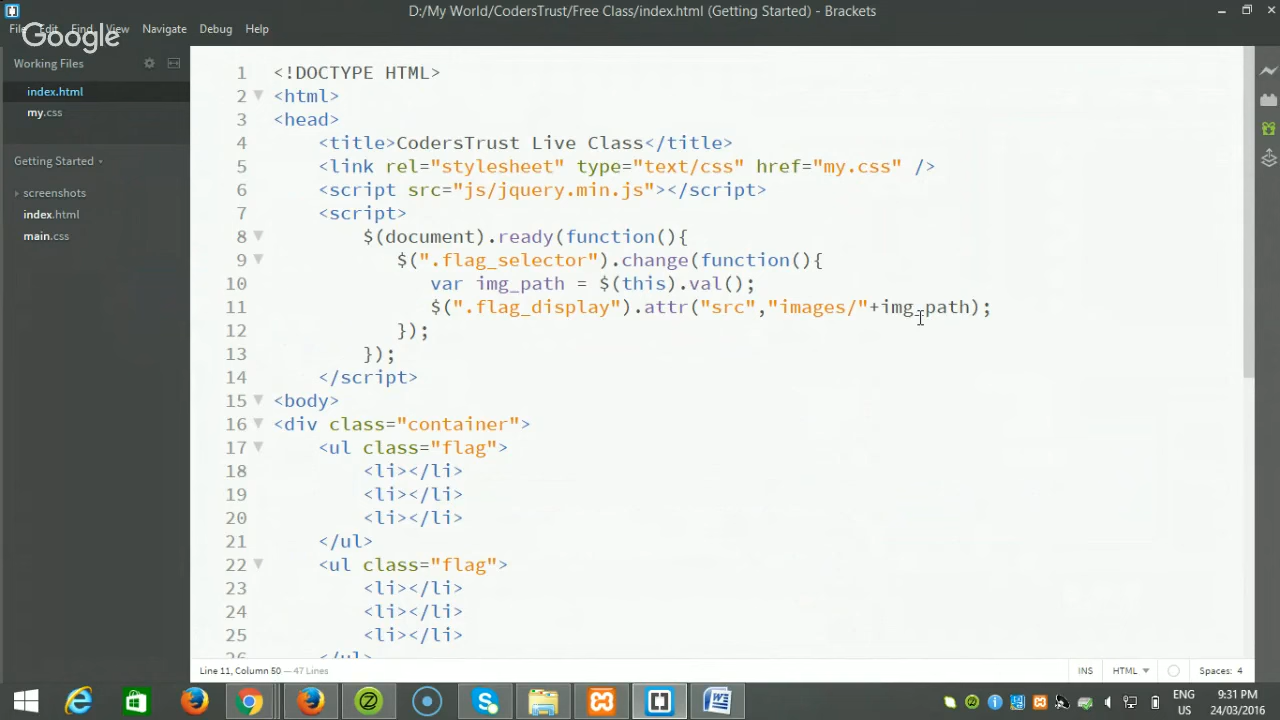 D:/My World/CodersTrust/Free Class/index.html (Getting Started) - Brackets
File Edit Find View Navigate Debug Help
Google
Working Files
index.html
my.css
Getting Started
screenshots
index.html
main.css
1 <!DOCTYPE HTML>
2 <html>
3 <head>
4 <title>CodersTrust Live Class</title>
5 <link rel="stylesheet" type="text/css" href="my.css" />
6 <script src="js/jquery.min.js"></script>
7 <script>
8 $(document).ready(function(){
9 $(".flag_selector").change(function(){
10 var img_path = $(this).val();
11 $(".flag_display").attr("src","images/"+img_path);
12 });
13 });
14 </script>
15 <body>
16 <div class="container">
17 <ul class="flag">
18 <li></li>
19 <li></li>
20 <li></li>
21 </ul>
22 <ul class="flag">
23 <li></li>
24 <li></li>
25 <li></li>
26 </ul>
Line 11, Column 50 — 47 Lines
INS HTML Spaces: 4
ENG 9:31 PM
US 24/03/2016